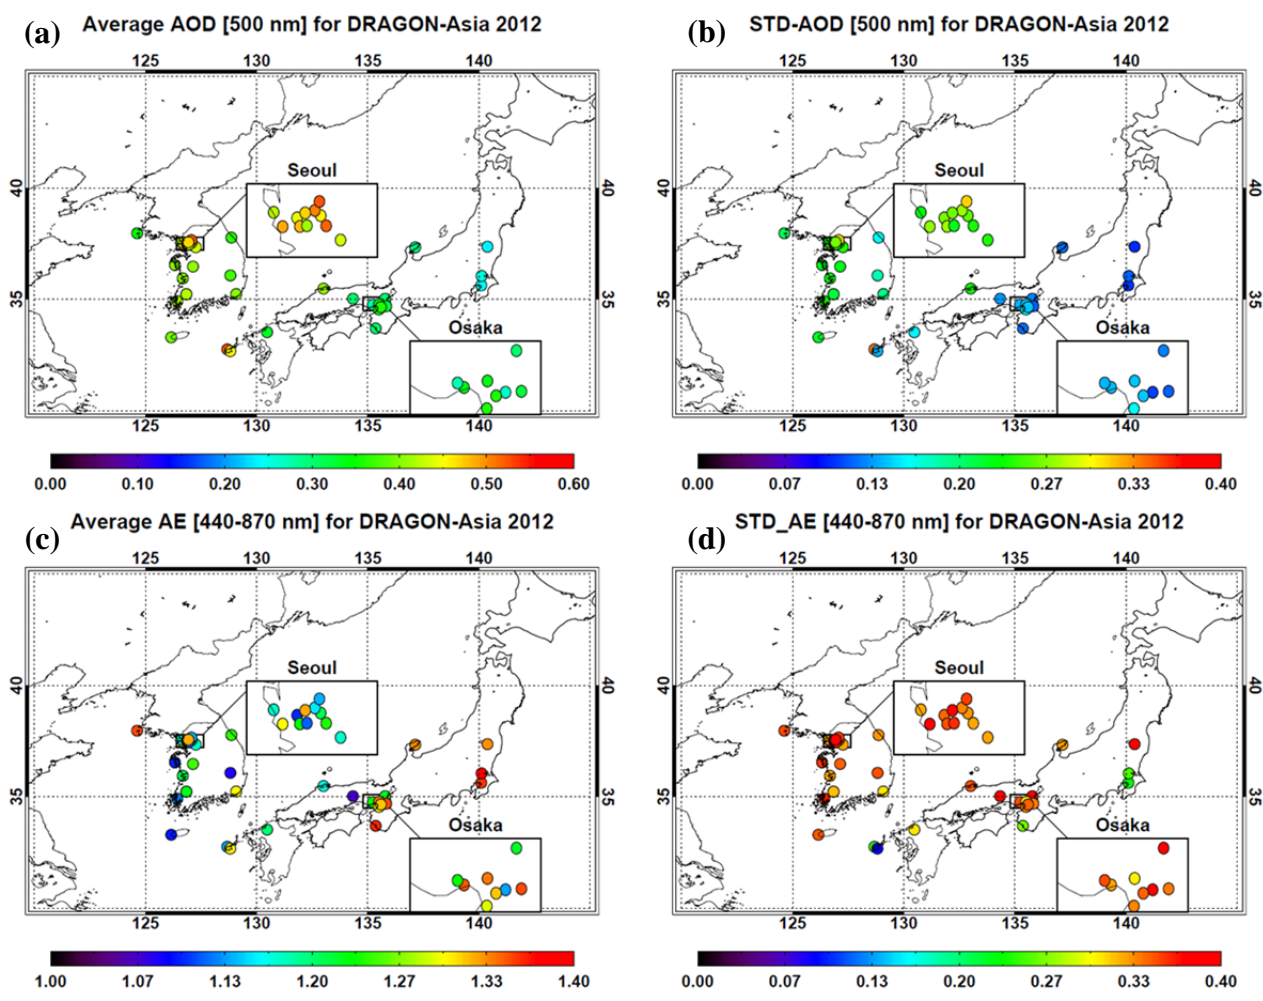 (a) Average AOD [500 nm] for DRAGON-Asia 2012
125 130 135 140
40 40
Seoul
35 35
Osaka
125 130 135 140
0.00 0.10 0.20 0.30 0.40 0.50 0.60
(b) STD-AOD [500 nm] for DRAGON-Asia 2012
125 130 135 140
40 40
Seoul
35 35
Osaka
125 130 135 140
0.00 0.07 0.13 0.20 0.27 0.33 0.40
(c) Average AE [440-870 nm] for DRAGON-Asia 2012
125 130 135 140
40 40
Seoul
35 35
Osaka
125 130 135 140
1.00 1.07 1.13 1.20 1.27 1.33 1.40
(d) STD_AE [440-870 nm] for DRAGON-Asia 2012
125 130 135 140
40 40
Seoul
35 35
Osaka
125 130 135 140
0.00 0.07 0.13 0.20 0.27 0.33 0.40